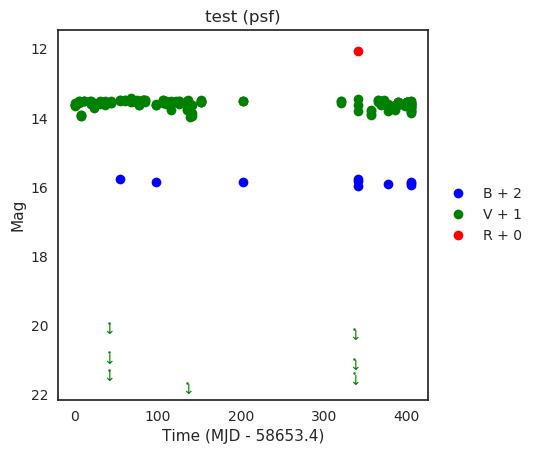 test (psf)
12
14
16
18
20
22
Mag
0
100
200
300
400
Time (MJD - 58653.4)
B + 2
V + 1
R + 0